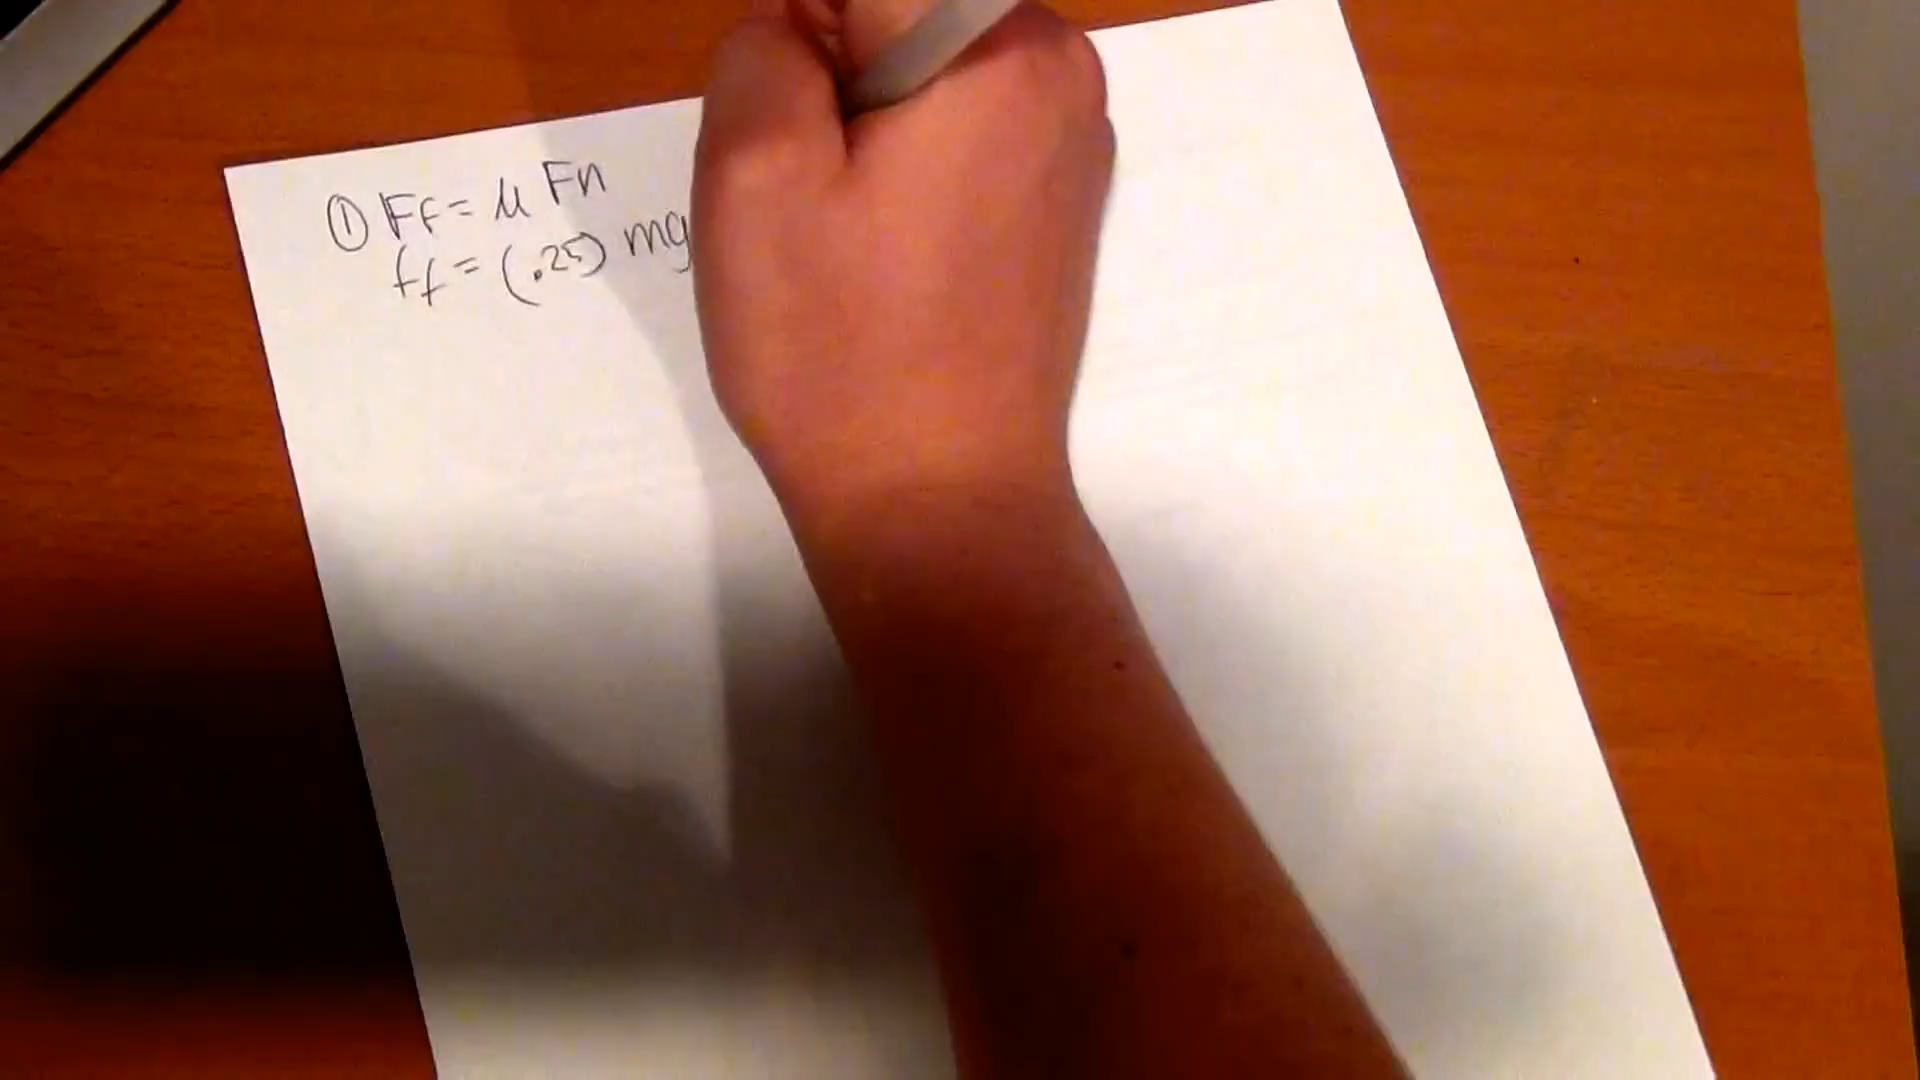 ① Ff = μ Fn
ff = (.25) mg